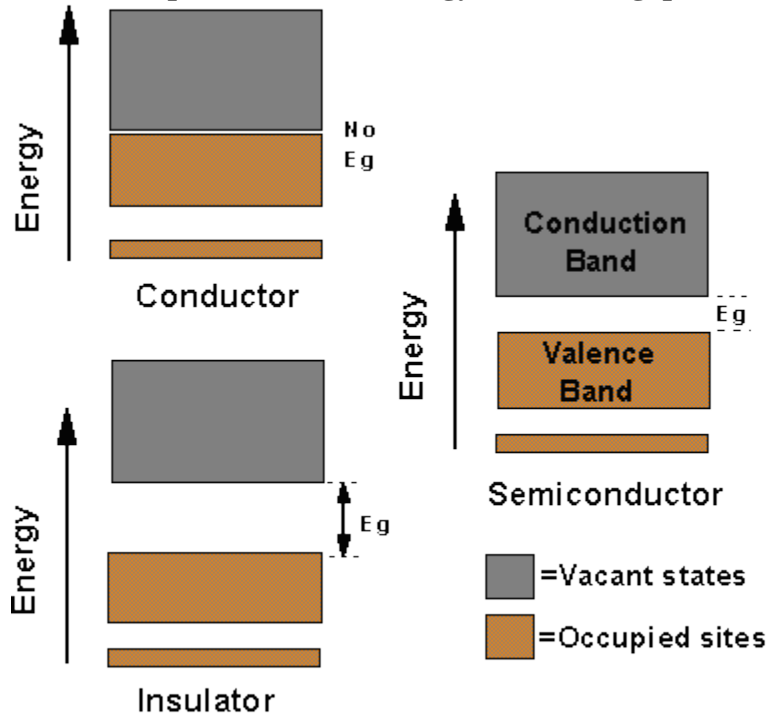 Energy
No
Eg
Conductor
Energy
Conduction
Band
Eg
Valence
Band
Semiconductor
Energy
Eg
Insulator
=Vacant states
=Occupied sites